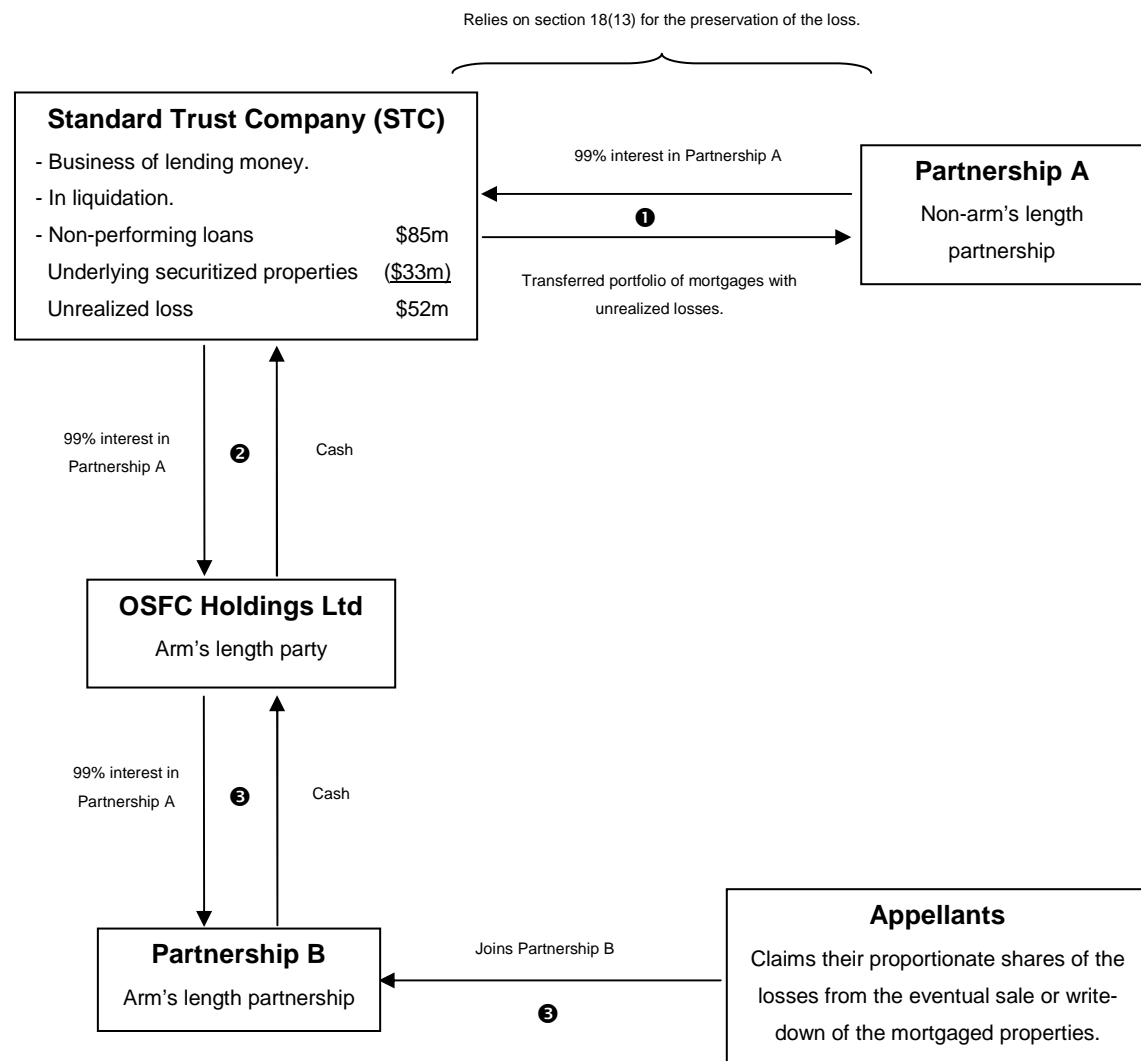 Relies on section 18(13) for the preservation of the loss.
Standard Trust Company (STC)
- Business of lending money.
- In liquidation.
- Non-performing loans $85m
Underlying securitized properties ($33m)
Unrealized loss $52m
99% interest in Partnership A
❶
Transferred portfolio of mortgages with
unrealized losses.
Partnership A
Non-arm’s length
partnership
99% interest in
Partnership A
❷
Cash
OSFC Holdings Ltd
Arm’s length party
99% interest in
Partnership A
❸
Cash
Partnership B
Arm’s length partnership
Joins Partnership B
❸
Appellants
Claims their proportionate shares of the
losses from the eventual sale or write-
down of the mortgaged properties.